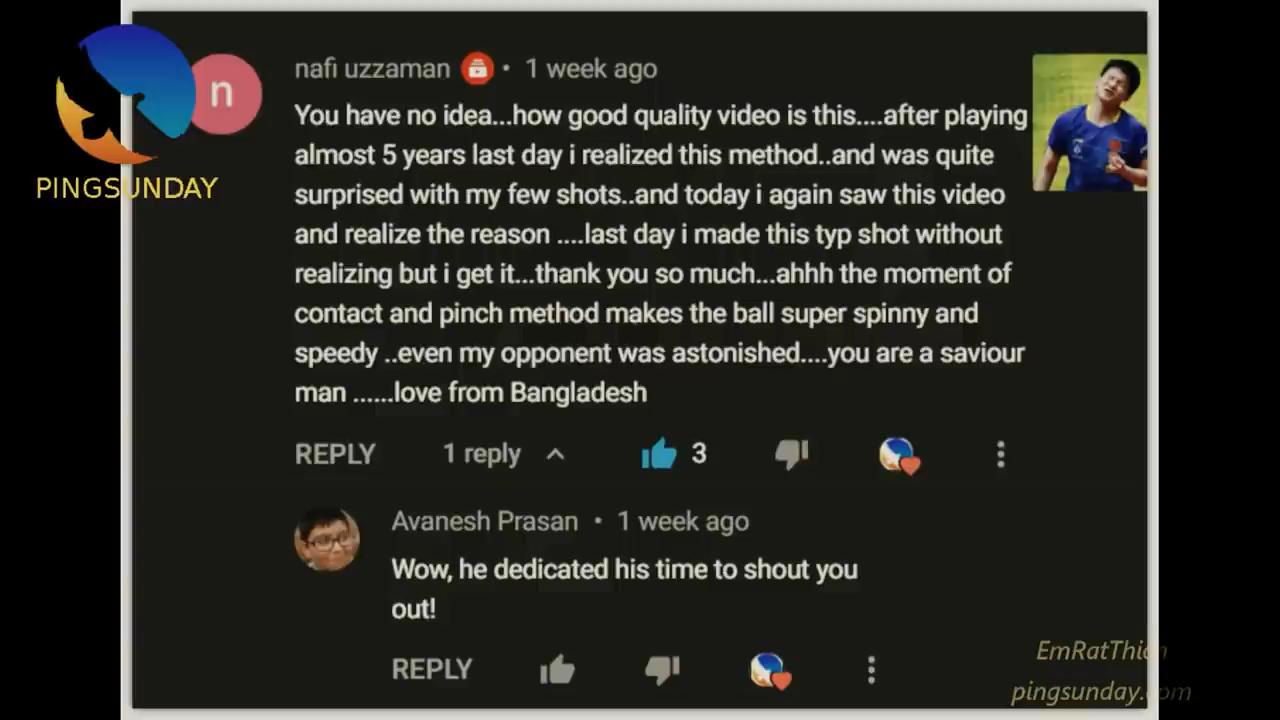 PINGSUNDAY
n
nafi uzzaman • 1 week ago
You have no idea...how good quality video is this....after playing
almost 5 years last day i realized this method..and was quite
surprised with my few shots..and today i again saw this video
and realize the reason ....last day i made this typ shot without
realizing but i get it...thank you so much...ahhh the moment of
contact and pinch method makes the ball super spinny and
speedy ..even my opponent was astonished....you are a saviour
man ......love from Bangladesh
REPLY 1 reply 3
Avanesh Prasan • 1 week ago
Wow, he dedicated his time to shout you
out!
REPLY
EmRatThich
pingsunday.com